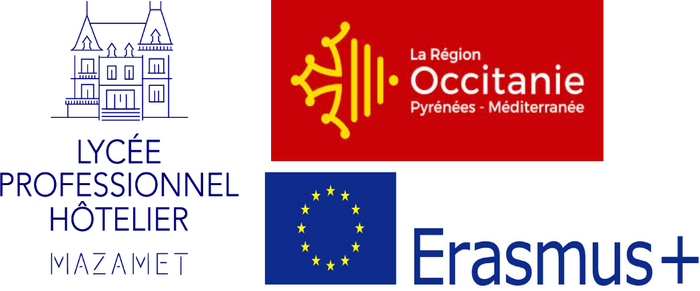 LYCÉE
PROFESSIONNEL
HÔTELIER
MAZAMET
La Région
Occitanie
Pyrénées - Méditerranée
Erasmus+